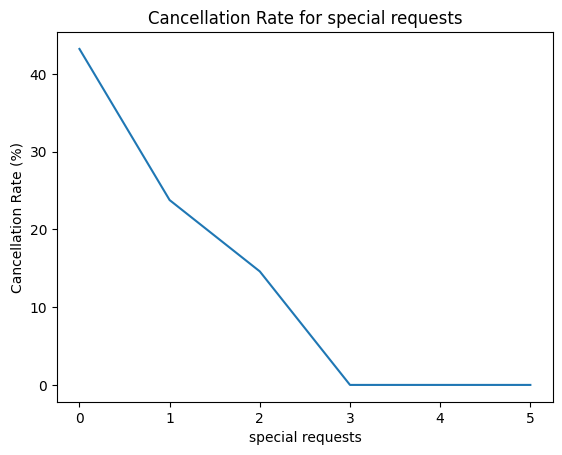 Cancellation Rate for special requests
Cancellation Rate (%)
40
30
20
10
0
0 1 2 3 4 5
special requests